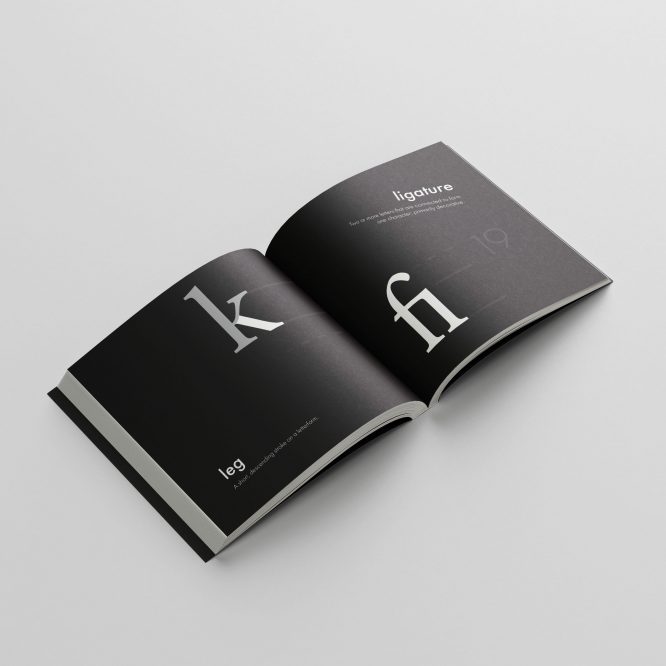 k
leg
A short, descending stroke on a letterform.
ligature
Two or more letters that are connected to form
one character; primarily decorative.
19
fi